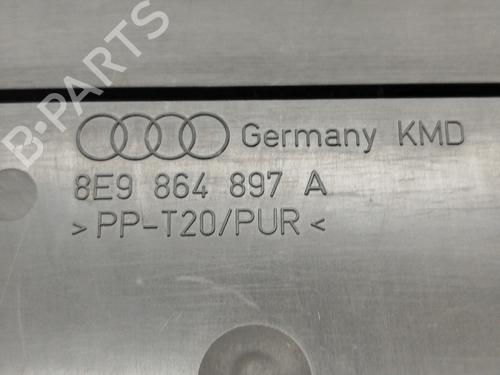 B-PARTS
Germany KMD
8E9 864 897 A
>PP-T20/PUR<